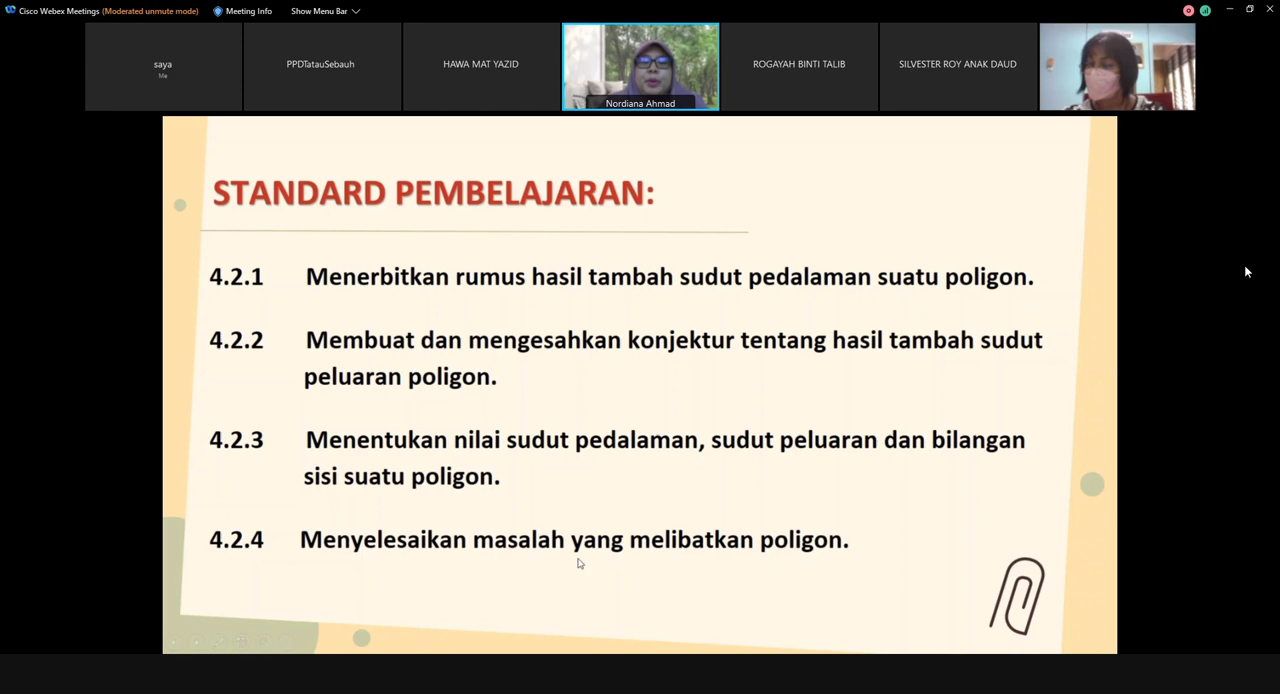 Cisco Webex Meetings (Moderated unmute mode) Meeting Info Show Menu Bar
saya
Me
PPDTatauSebauh
HAWA MAT YAZID
Nordiana Ahmad
ROGAYAH BINTI TALIB
SILVESTER ROY ANAK DAUD
STANDARD PEMBELAJARAN:
4.2.1 Menerbitkan rumus hasil tambah sudut pedalaman suatu poligon.
4.2.2 Membuat dan mengesahkan konjektur tentang hasil tambah sudut
peluaran poligon.
4.2.3 Menentukan nilai sudut pedalaman, sudut peluaran dan bilangan
sisi suatu poligon.
4.2.4 Menyelesaikan masalah yang melibatkan poligon.